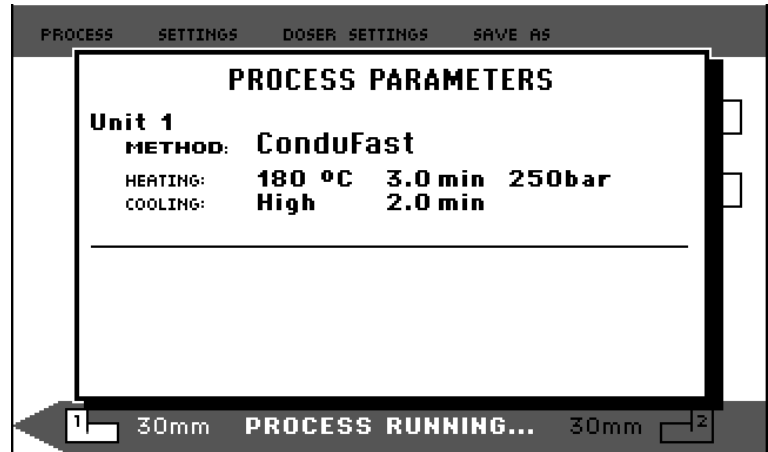 PROCESS SETTINGS DOSER SETTINGS SAVE AS
PROCESS PARAMETERS
Unit 1
METHOD: ConduFast
HEATING: 180 ºC 3.0 min 250bar
COOLING: High 2.0 min
1 30mm PROCESS RUNNING... 30mm 2